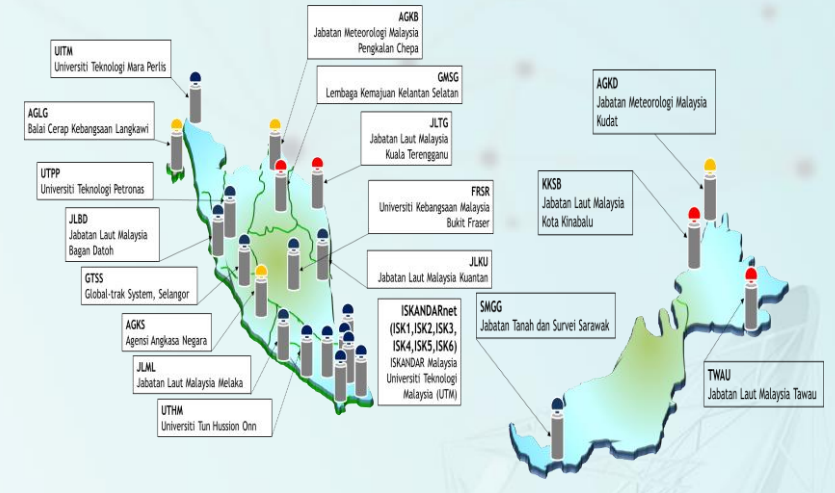 AGKB
Jabatan Meteorologi Malaysia
Pengkalan Chepa
UITM
Universiti Teknologi Mara Perlis
GMSG
Lembaga Kemajuan Kelantan Selatan
AGKD
Jabatan Meteorologi Malaysia
Kudat
AGLG
Balai Cerap Kebangsaan Langkawi
JLTG
Jabatan Laut Malaysia
Kuala Terengganu
UTPP
Universiti Teknologi Petronas
KKSB
Jabatan Laut Malaysia
Kota Kinabalu
FRSR
Universiti Kebangsaan Malaysia
Bukit Fraser
JLBD
Jabatan Laut Malaysia
Bagan Datoh
JLKU
Jabatan Laut Malaysia Kuantan
GTSS
Global-trak System, Selangor
SMGG
Jabatan Tanah dan Survei Sarawak
ISKANDARnet
(ISK1,ISK2,ISK3,
ISK4,ISK5,ISK6)
ISKANDAR Malaysia
Universiti Teknologi
Malaysia (UTM)
AGKS
Agensi Angkasa Negara
JLML
Jabatan Laut Malaysia Melaka
TWAU
Jabatan Laut Malaysia Tawau
UTHM
Universiti Tun Hussion Onn